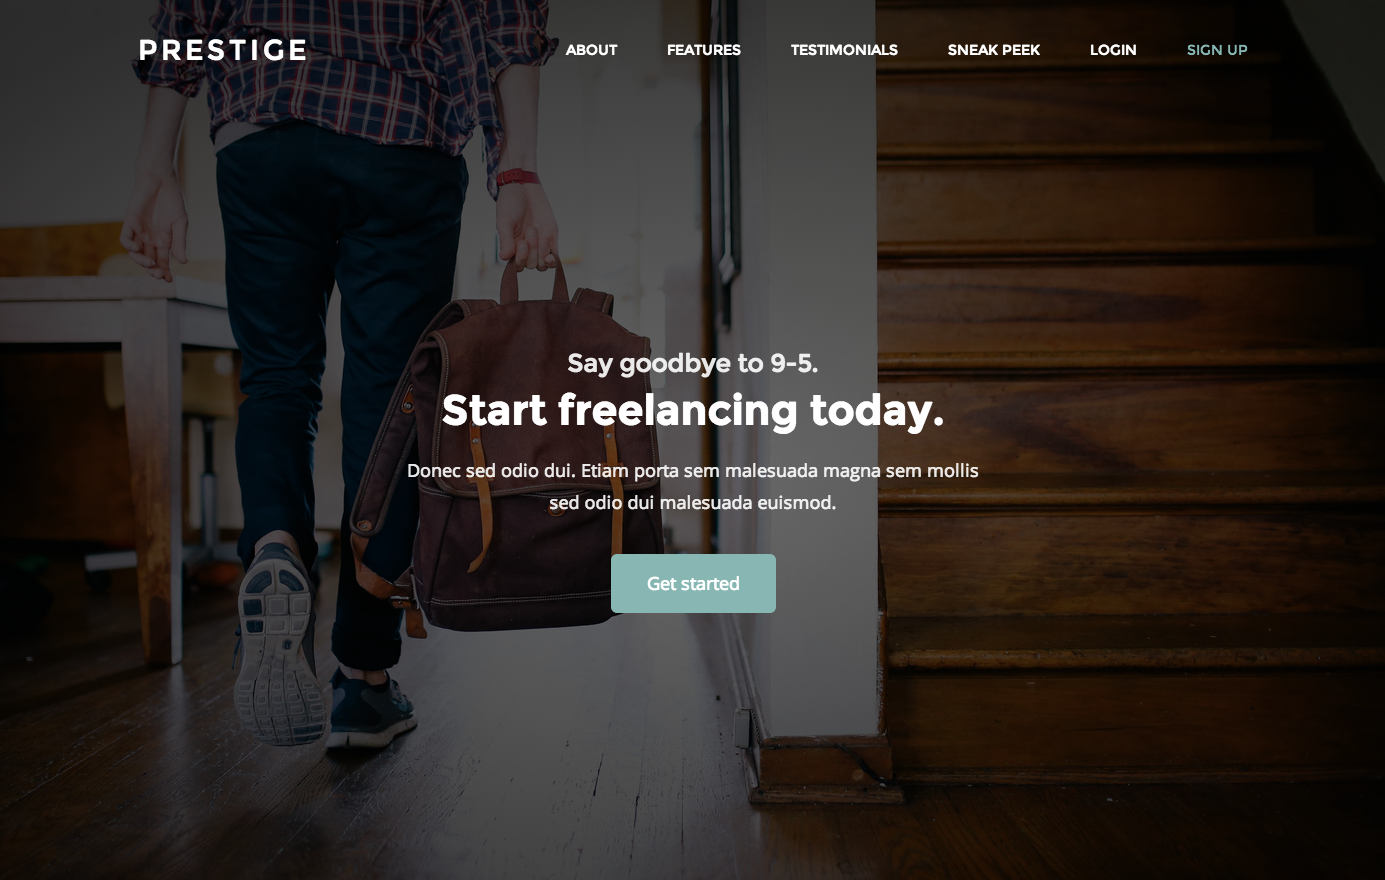 PRESTIGE
ABOUT FEATURES TESTIMONIALS SNEAK PEEK LOGIN SIGN UP
Say goodbye to 9-5.
Start freelancing today.
Donec sed odio dui. Etiam porta sem malesuada magna sem mollis
sed odio dui malesuada euismod.
Get started